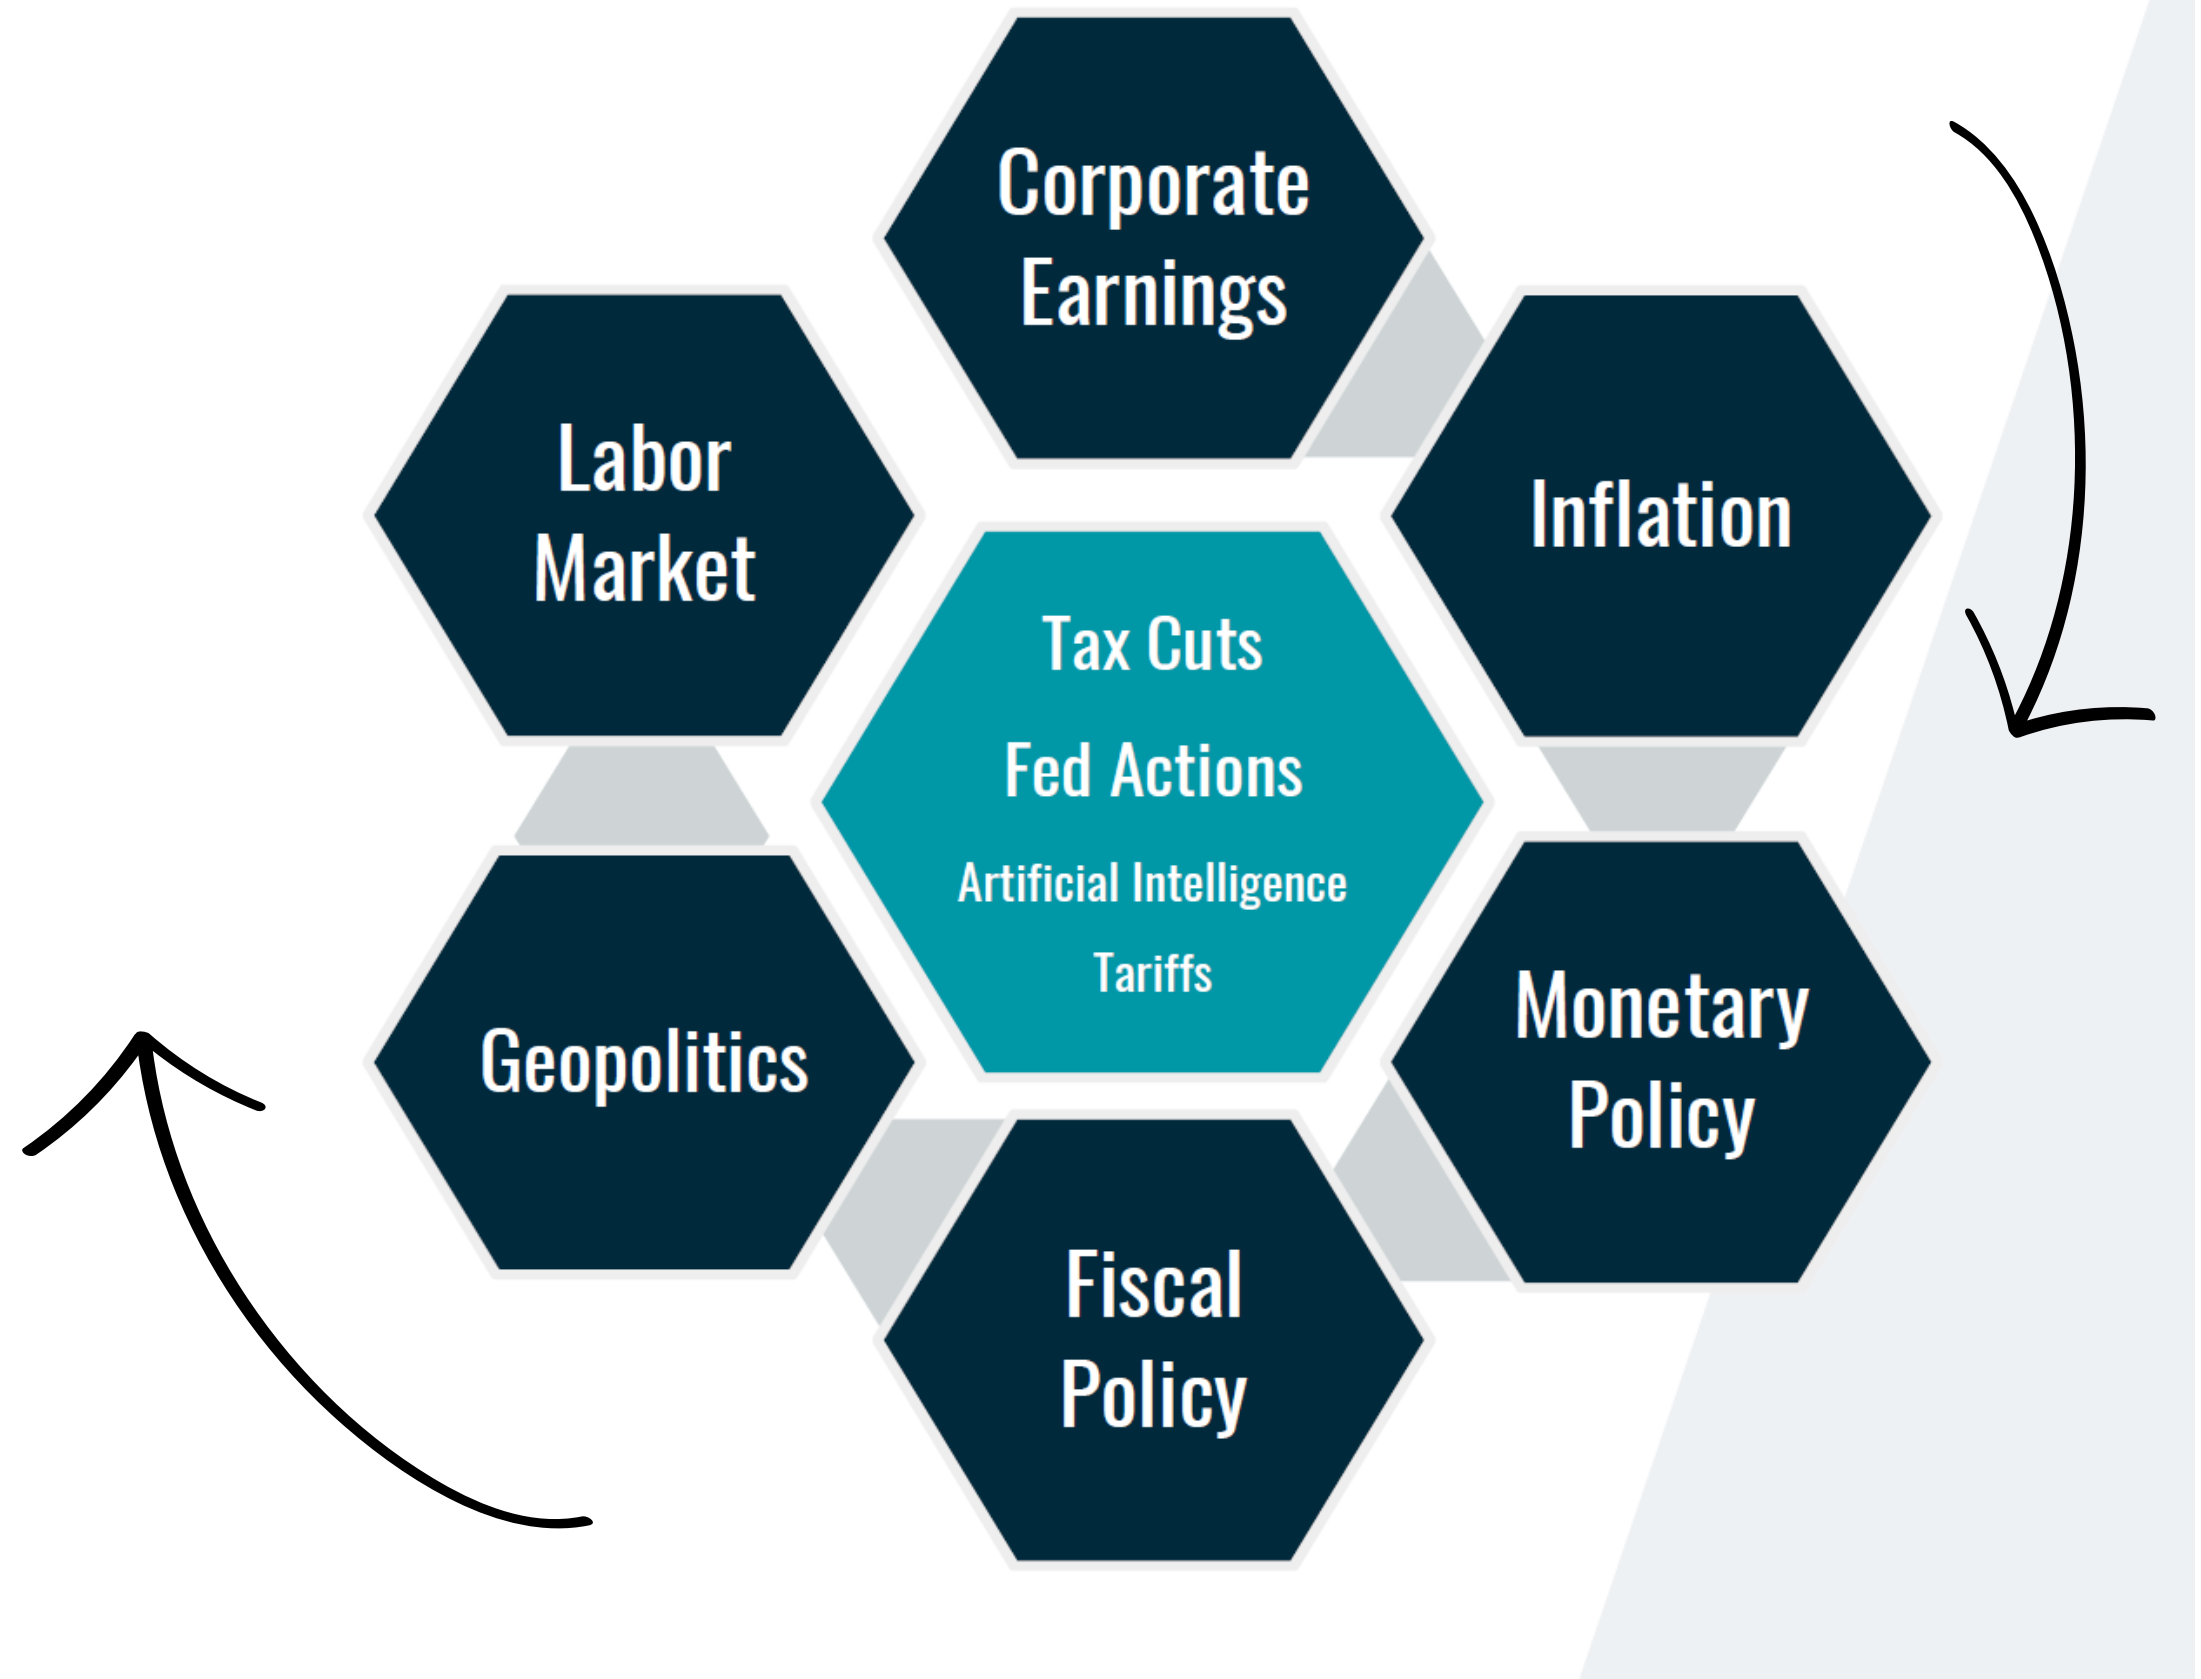 Corporate
Earnings
Labor
Market
Inflation
Tax Cuts
Fed Actions
Artificial Intelligence
Tariffs
Geopolitics
Monetary
Policy
Fiscal
Policy